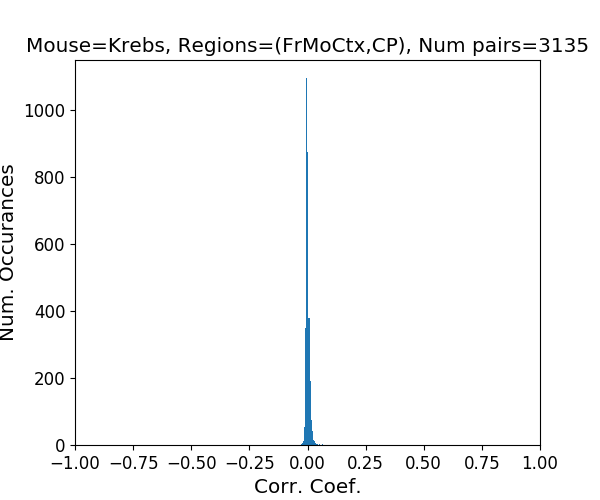 Mouse=Krebs, Regions=(FrMoCtx,CP), Num pairs=3135
Num. Occurances
1000
800
600
400
200
0
−1.00 −0.75 −0.50 −0.25 0.00 0.25 0.50 0.75 1.00
Corr. Coef.